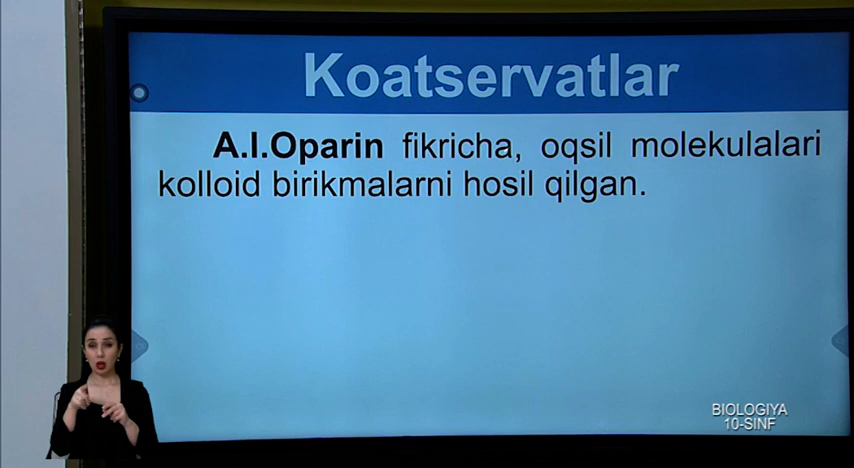 Koatservatlar
A.I.Oparin fikricha, oqsil molekulalari
kolloid birikmalarni hosil qilgan.
BIOLOGIYA
10-SINF